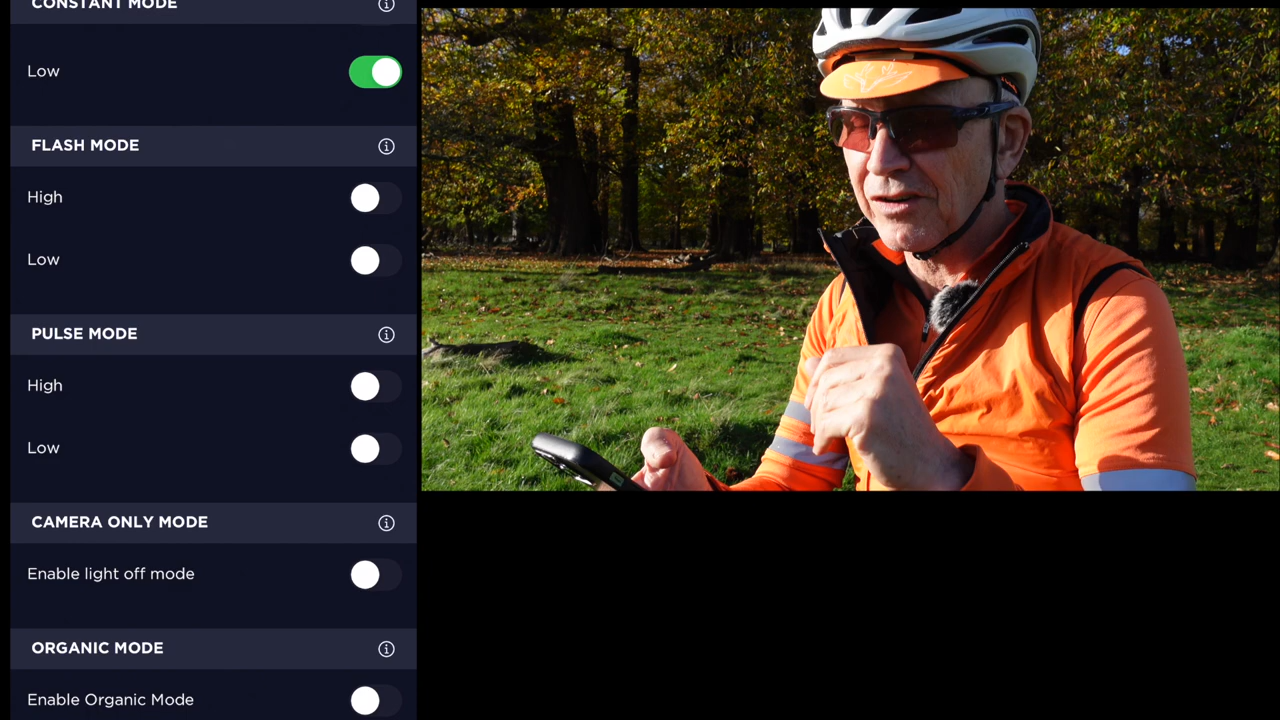 CONSTANT MODE
Low
FLASH MODE
High
Low
PULSE MODE
High
Low
CAMERA ONLY MODE
Enable light off mode
ORGANIC MODE
Enable Organic Mode